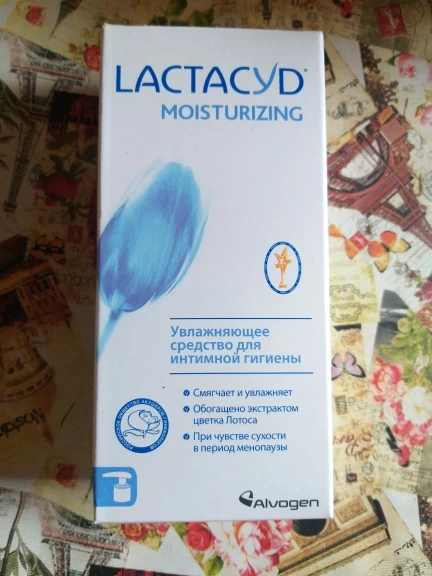 LACTACYD
MOISTURIZING
Увлажняющее
средство для
интимной гигиены
Смягчает и увлажняет
Обогащено экстрактом
цветка Лотоса
При чувстве сухости
в период менопаузы
Alvogen